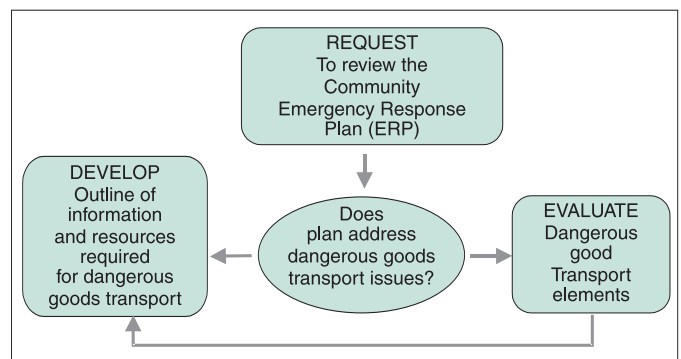 REQUEST
To review the
Community
Emergency Response
Plan (ERP)
DEVELOP
Outline of
information
and resources
required
for dangerous
goods transport
Does
plan address
dangerous goods
transport issues?
EVALUATE
Dangerous
good
Transport
elements